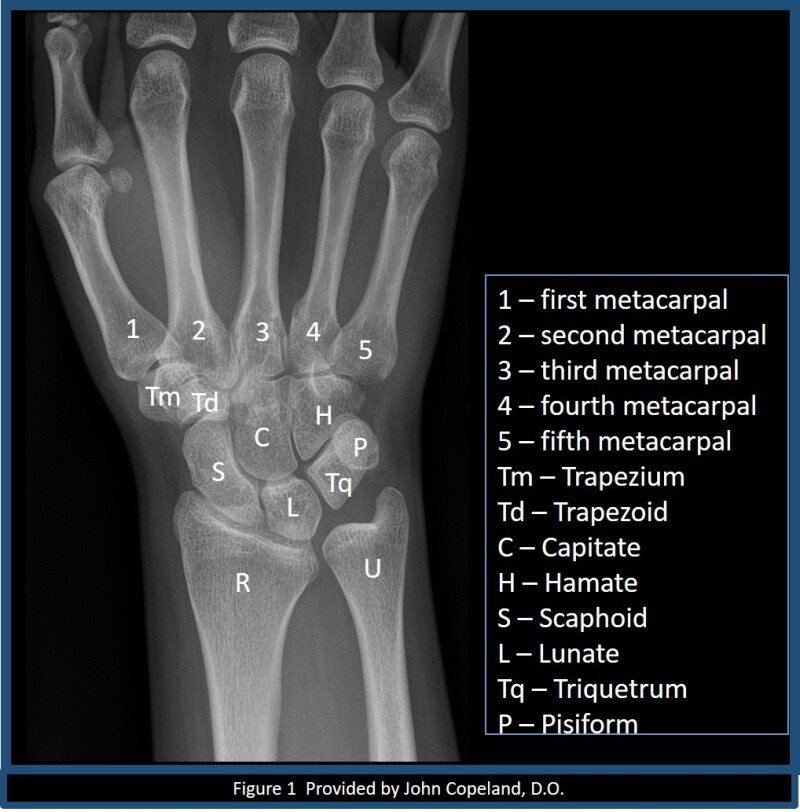 1
2
3
4
5
Tm
Td
H
C
P
S
Tq
L
R
U
1 – first metacarpal
2 – second metacarpal
3 – third metacarpal
4 – fourth metacarpal
5 – fifth metacarpal
Tm – Trapezium
Td – Trapezoid
C – Capitate
H – Hamate
S – Scaphoid
L – Lunate
Tq – Triquetrum
P – Pisiform
Figure 1  Provided by John Copeland, D.O.